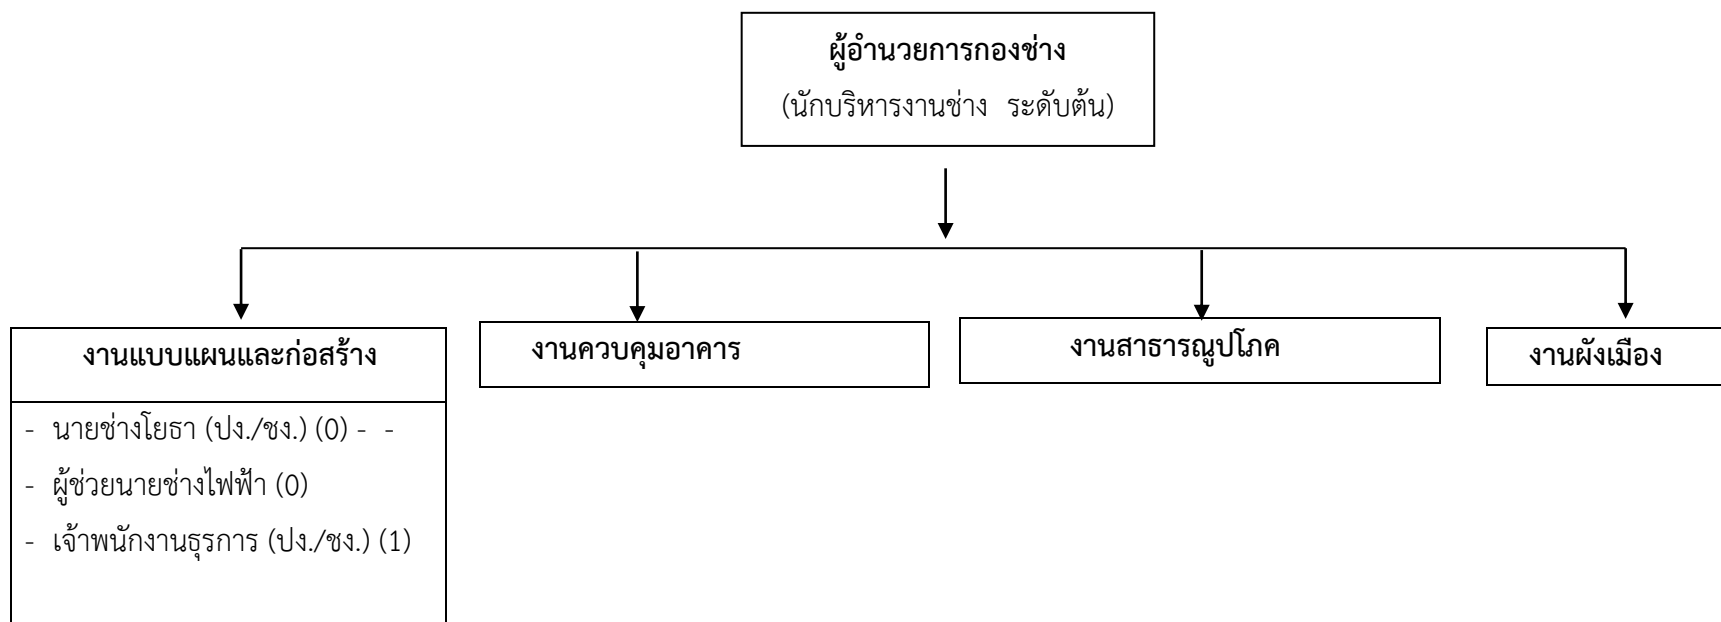 ผู้อำนวยการกองช่าง
(นักบริหารงานช่าง ระดับต้น)
งานแบบแผนและก่อสร้าง
งานควบคุมอาคาร
งานสาธารณูปโภค
งานผังเมือง
- นายช่างโยธา (ปง./ชง.) (0) - -
- ผู้ช่วยนายช่างไฟฟ้า (0)
- เจ้าพนักงานธุรการ (ปง./ชง.) (1)